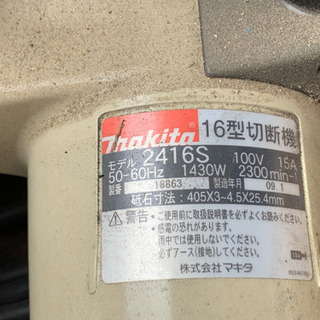 makita 16型切断機
モデル 2416S 100V 15A
50-60Hz 1430W 2300min⁻¹
製番 18863 製造年月 09.1
砥石寸法：405X3~4.5X25.4mm
・ご使用前に取扱説明書をお読みください。
・感電の恐れがあります。
雨中では使用しないでください。
必ずアース(接地)してください。
株式会社マキタ